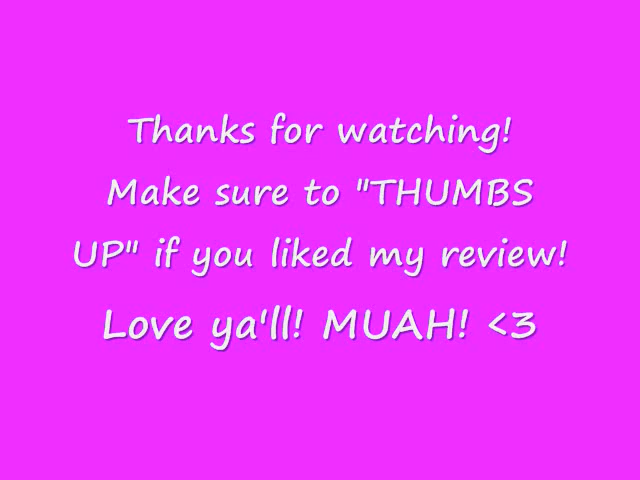 Thanks for watching!
Make sure to "THUMBS
UP" if you liked my review!
Love ya'll! MUAH! <3